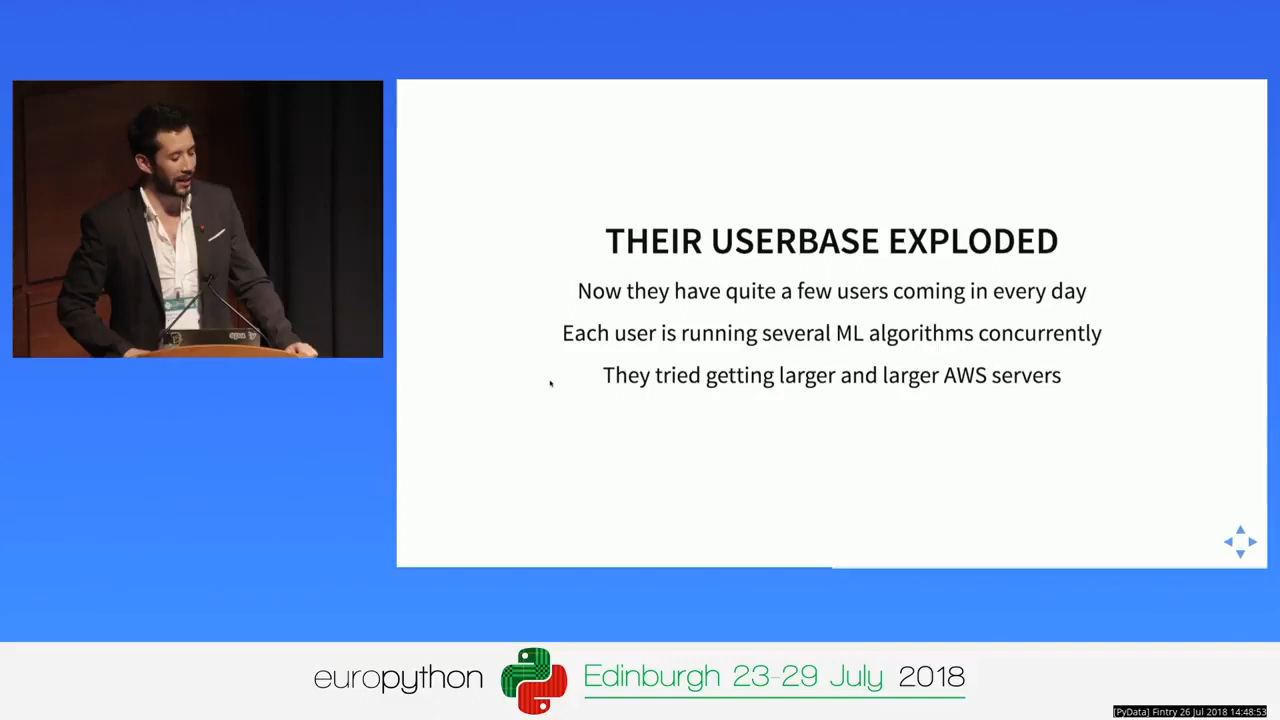 THEIR USERBASE EXPLODED
Now they have quite a few users coming in every day
Each user is running several ML algorithms concurrently
They tried getting larger and larger AWS servers
europython
Edinburgh 23-29 July 2018
[PyData] Fintry 26 Jul 2018 14:48:53